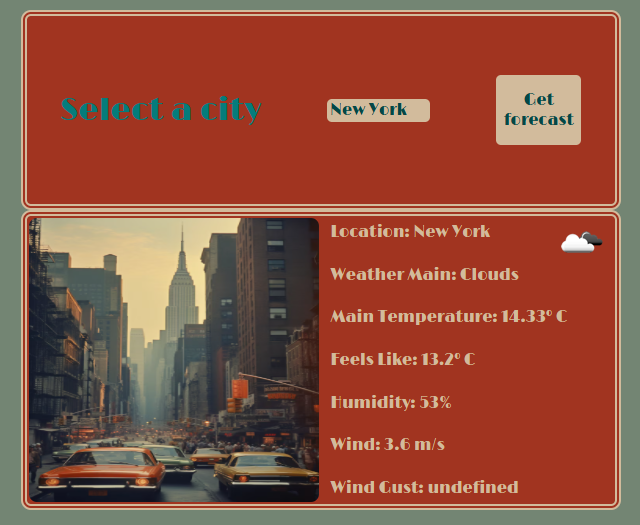 Select a city
New York
Get
forecast
Location: New York
Weather Main: Clouds
Main Temperature: 14.33° C
Feels Like: 13.2° C
Humidity: 53%
Wind: 3.6 m/s
Wind Gust: undefined